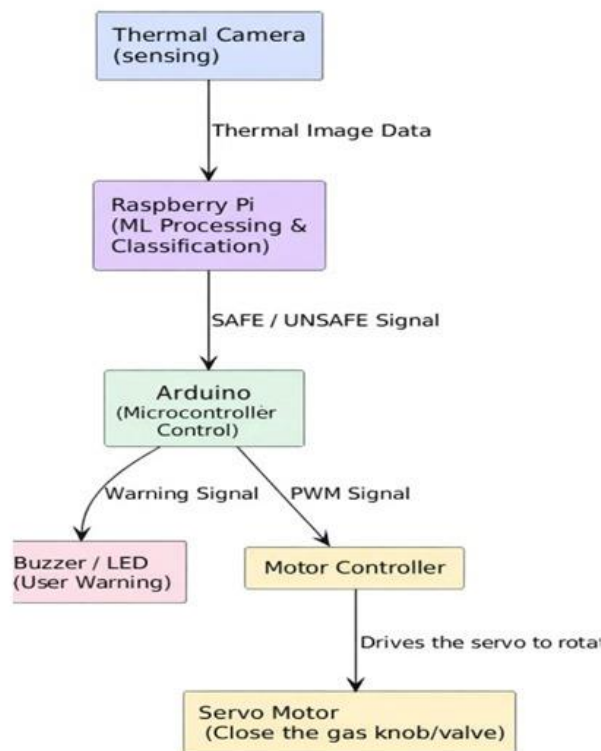 Thermal Camera
(sensing)
Thermal Image Data
Raspberry Pi
(ML Processing &
Classification)
SAFE / UNSAFE Signal
Arduino
(Microcontroller
Control)
Warning Signal
PWM Signal
Buzzer / LED
(User Warning)
Motor Controller
Drives the servo to rotat
Servo Motor
(Close the gas knob/valve)